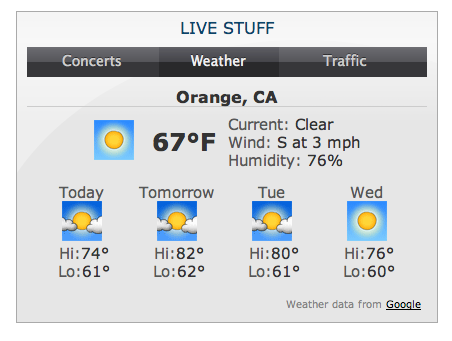 LIVE STUFF
Concerts Weather Traffic
Orange, CA
67°F
Current: Clear
Wind: S at 3 mph
Humidity: 76%
Today Tomorrow Tue Wed
Hi:74° Hi:82° Hi:80° Hi:76°
Lo:61° Lo:62° Lo:61° Lo:60°
Weather data from Google